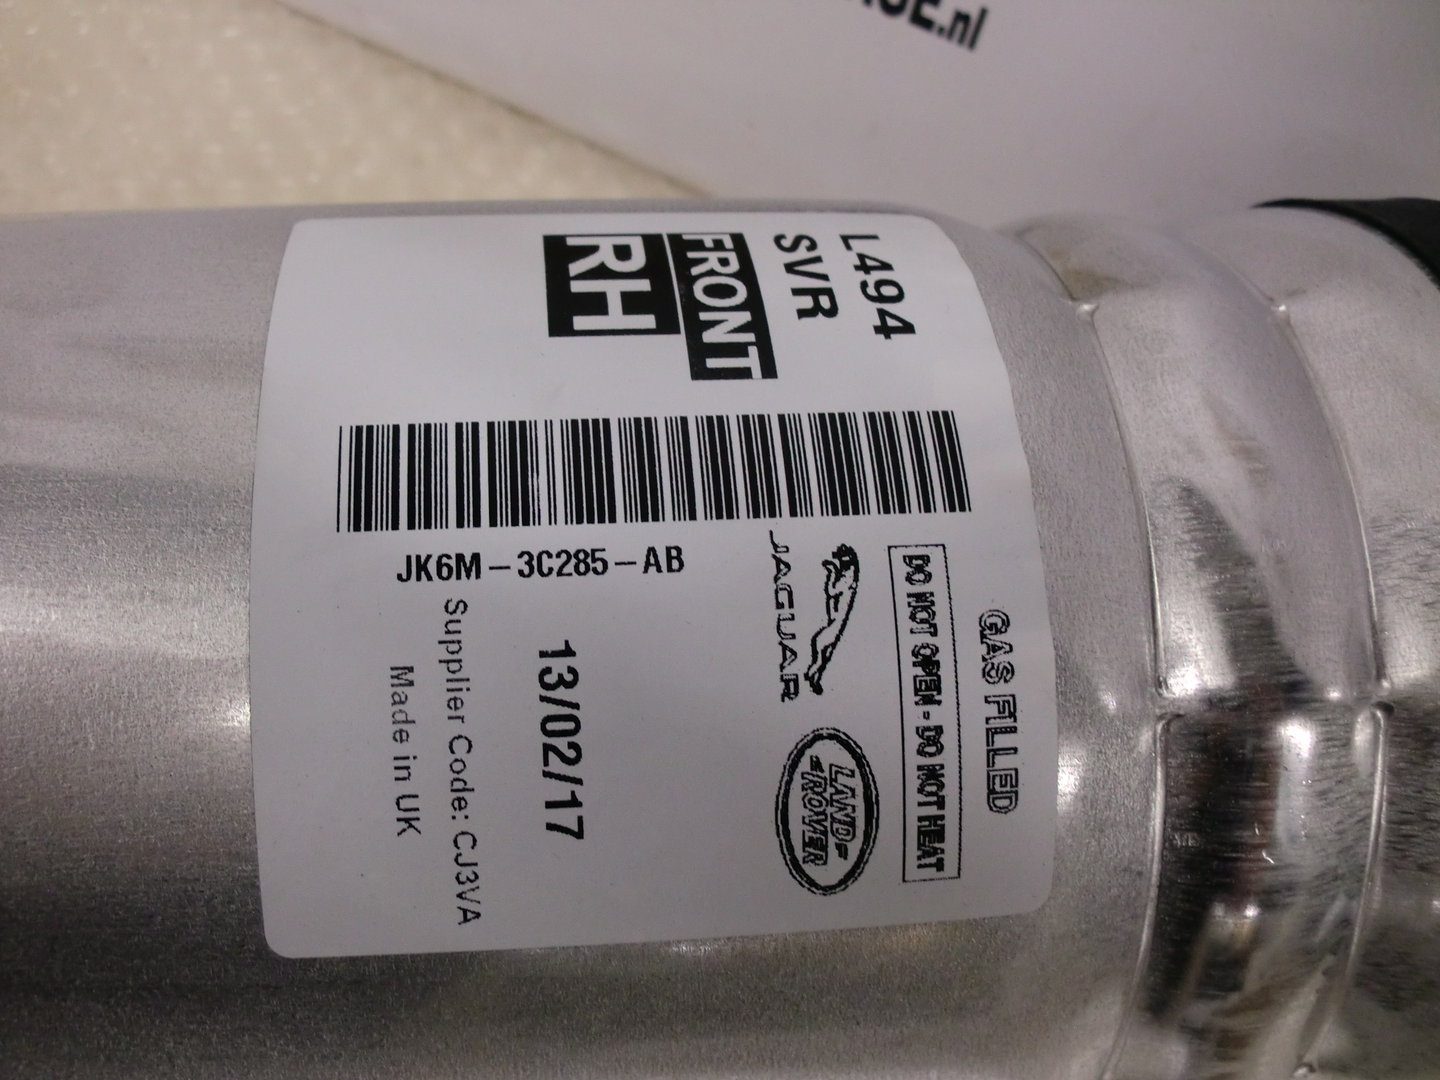 L494
SVR
FRONT
RH
JK6M-3C285-AB
GAS FILLED
DO NOT OPEN - DO NOT HEAT
JAGUAR
LAND
ROVER
13/02/17
Supplier Code: CJ3VA
Made in UK
.nl